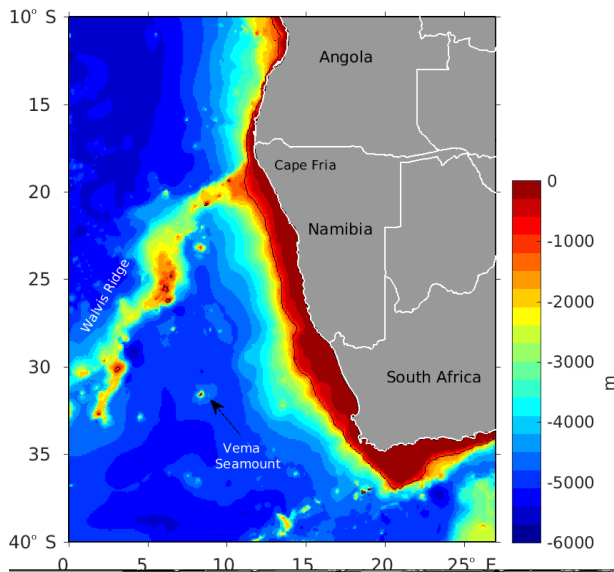 10° S
15
20
25
30
35
40° S
0
5
10
15
20
25° E
Angola
Cape Fria
Namibia
Walvis Ridge
South Africa
Vema
Seamount
0
-1000
-2000
-3000
-4000
-5000
-6000
m